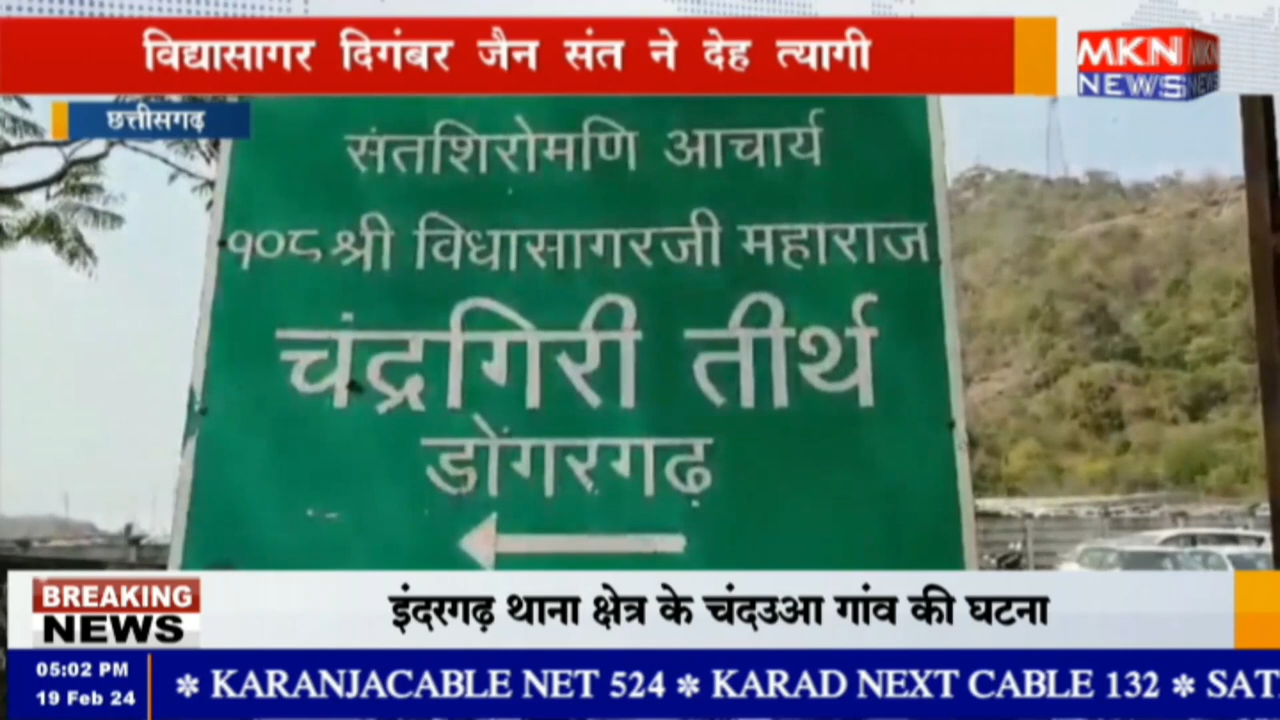 विद्यासागर दिगंबर जैन संत ने देह त्यागी
MKN
NEWS
छत्तीसगढ़
संतशिरोमणि आचार्य
१०८ श्री विधासागरजी महाराज
चंद्रगिरी तीर्थ
डोंगरगढ़
BREAKING
NEWS
इंदरगढ़ थाना क्षेत्र के चंदउआ गांव की घटना
05:02 PM
19 Feb 24
* KARANJACABLE NET 524 * KARAD NEXT CABLE 132 * SAT